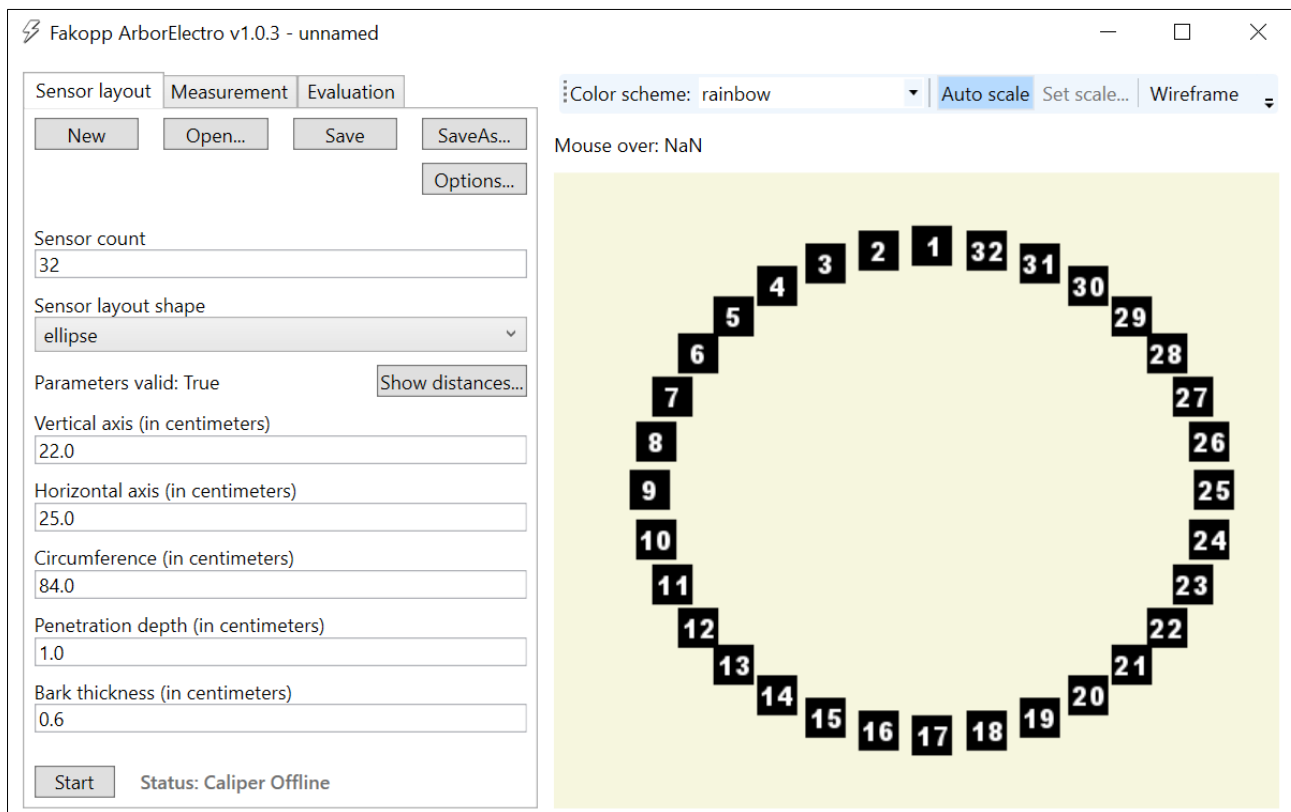 Fakopp ArborElectro v1.0.3 - unnamed
Sensor layout Measurement Evaluation
New Open... Save SaveAs...
Options...
Sensor count
32
Sensor layout shape
ellipse
Parameters valid: True Show distances...
Vertical axis (in centimeters)
22.0
Horizontal axis (in centimeters)
25.0
Circumference (in centimeters)
84.0
Penetration depth (in centimeters)
1.0
Bark thickness (in centimeters)
0.6
Start Status: Caliper Offline
Color scheme: rainbow Auto scale Set scale... Wireframe
Mouse over: NaN
1
2
3
4
5
6
7
8
9
10
11
12
13
14
15
16
17
18
19
20
21
22
23
24
25
26
27
28
29
30
31
32